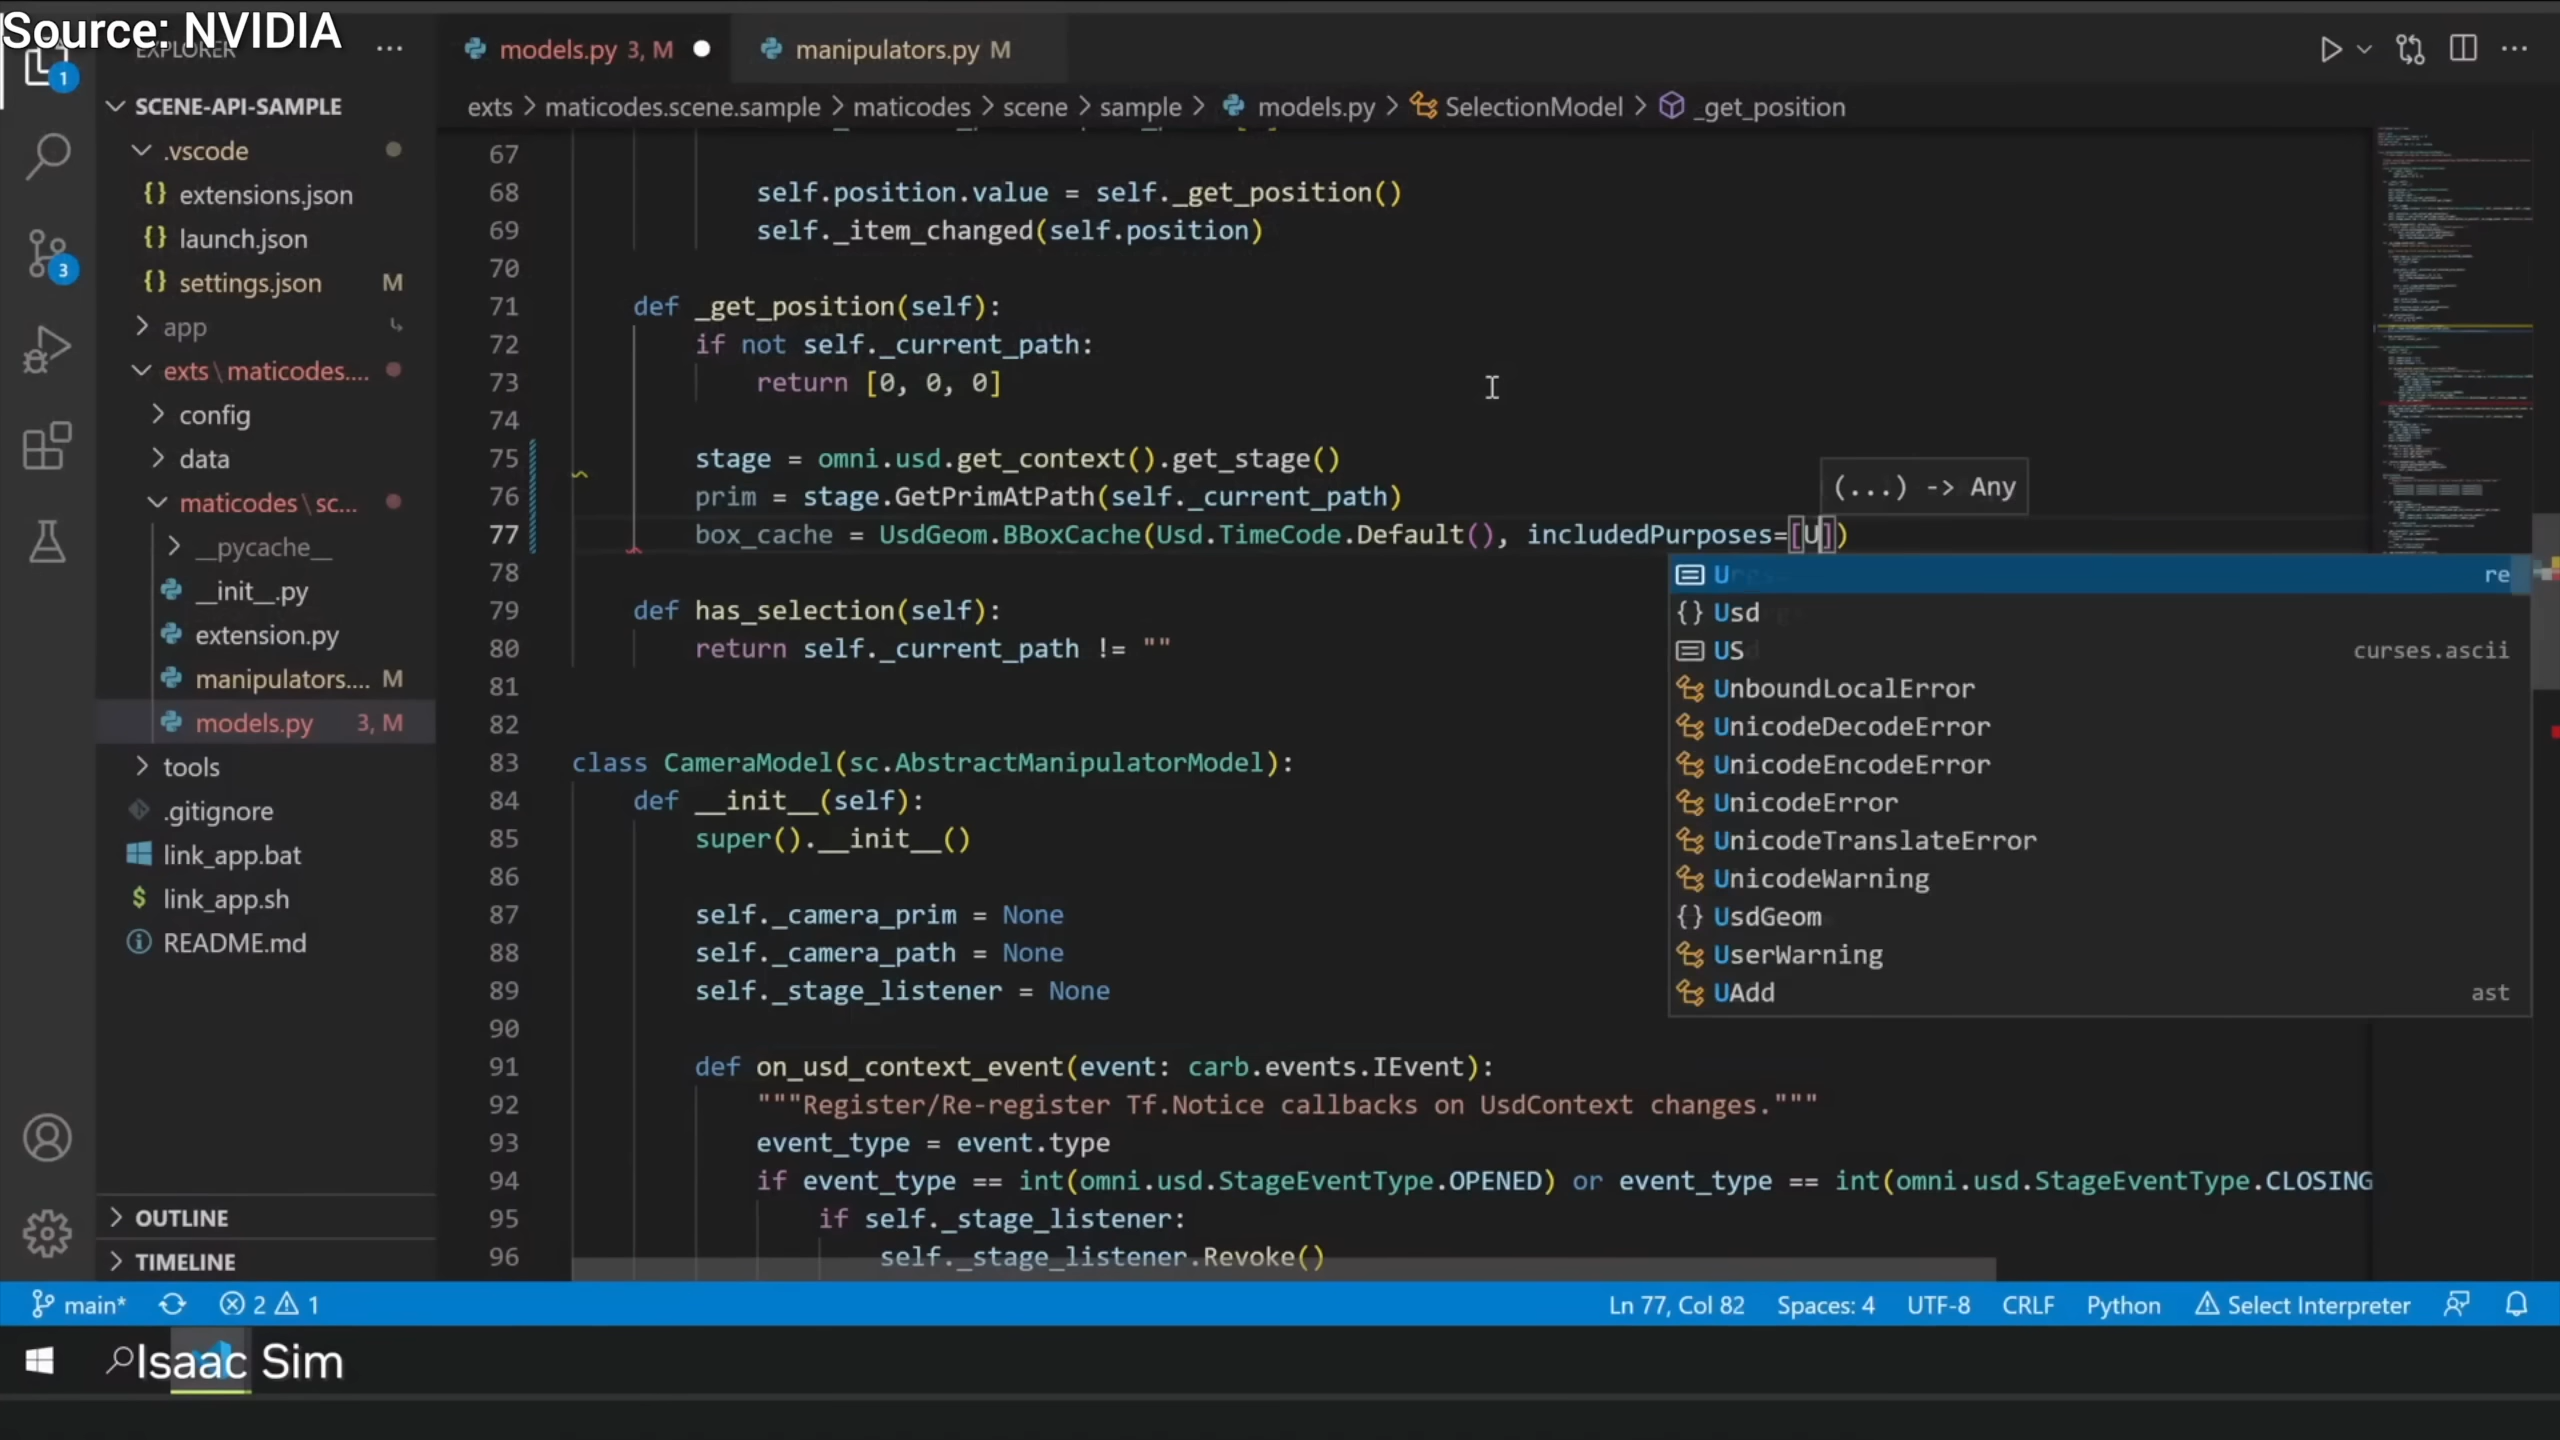 Source: NVIDIA
EXPLORER
models.py 3, M
manipulators.py M
1
SCENE-API-SAMPLE
exts > maticodes.scene.sample > maticodes > scene > sample > models.py > SelectionModel > _get_position
.vscode
extensions.json
launch.json
settings.json M
app
exts\maticodes....
config
data
maticodes\sc...
__pycache__
__init__.py
extension.py
manipulators.... M
models.py 3, M
tools
.gitignore
link_app.bat
link_app.sh
README.md
OUTLINE
TIMELINE
3
67
68 self.position.value = self._get_position()
69 self._item_changed(self.position)
70
71 def _get_position(self):
72 if not self._current_path:
73 return [0, 0, 0]
74
75 stage = omni.usd.get_context().get_stage()
76 prim = stage.GetPrimAtPath(self._current_path)
77 box_cache = UsdGeom.BBoxCache(Usd.TimeCode.Default(), includedPurposes=[U])
78
79 def has_selection(self):
80 return self._current_path != ""
81
82
83 class CameraModel(sc.AbstractManipulatorModel):
84 def __init__(self):
85 super().__init__()
86
87 self._camera_prim = None
88 self._camera_path = None
89 self._stage_listener = None
90
91 def on_usd_context_event(event: carb.events.IEvent):
92 """Register/Re-register Tf.Notice callbacks on UsdContext changes."""
93 event_type = event.type
94 if event_type == int(omni.usd.StageEventType.OPENED) or event_type == int(omni.usd.StageEventType.CLOSING
95 if self._stage_listener:
96 self._stage_listener.Revoke()
(...) -> Any
U re
Usd
US curses.ascii
UnboundLocalError
UnicodeDecodeError
UnicodeEncodeError
UnicodeError
UnicodeTranslateError
UnicodeWarning
UsdGeom
UserWarning
UAdd ast
main* 2 1 Ln 77, Col 82 Spaces: 4 UTF-8 CRLF Python Select Interpreter
Isaac Sim